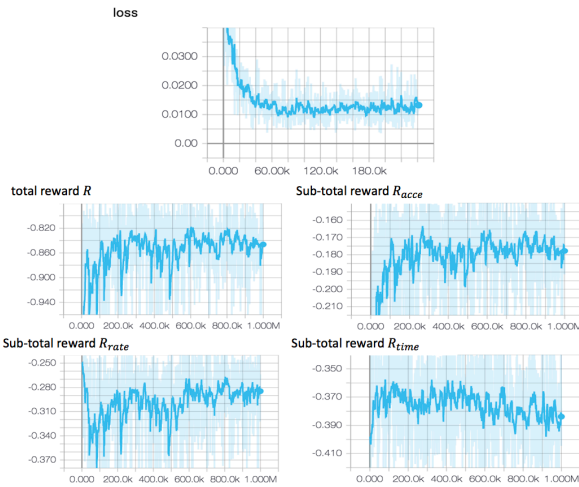 loss
0.0300
0.0200
0.0100
0.00
0.000 60.00k 120.0k 180.0k
total reward R
-0.820
-0.860
-0.900
-0.940
0.000 200.0k 400.0k 600.0k 800.0k 1.000M
Sub-total reward R_acce
-0.160
-0.170
-0.180
-0.190
-0.200
-0.210
0.000 200.0k 400.0k 600.0k 800.0k 1.000M
Sub-total reward R_rate
-0.250
-0.280
-0.310
-0.340
-0.370
0.000 200.0k 400.0k 600.0k 800.0k 1.000M
Sub-total reward R_time
-0.350
-0.370
-0.390
-0.410
0.000 200.0k 400.0k 600.0k 800.0k 1.000M